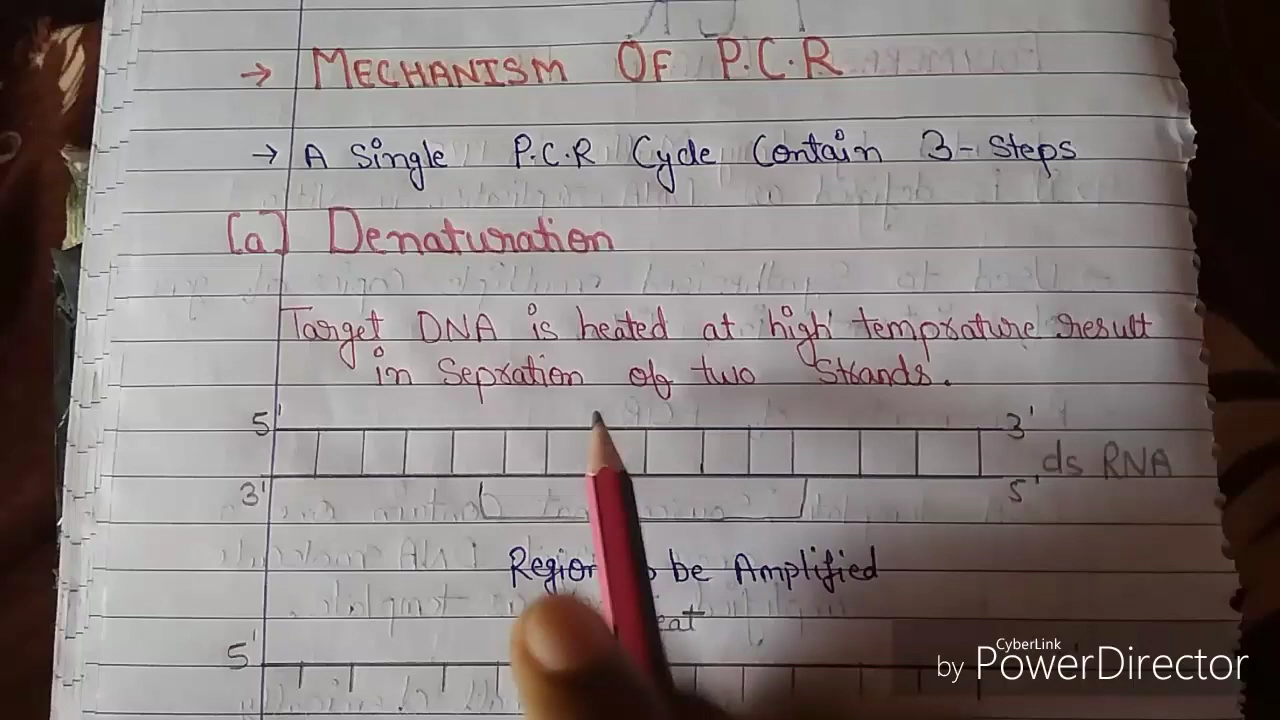 → MECHANISM OF P.C.R
→ A Single P.C.R Cycle Contain 3-Steps
[a] Denaturation
Target DNA is heated at high temprature result
in Sepration of two Strands.
5' 3'
ds RNA
3' 5'
be Amplified
5'
CyberLink
by PowerDirector